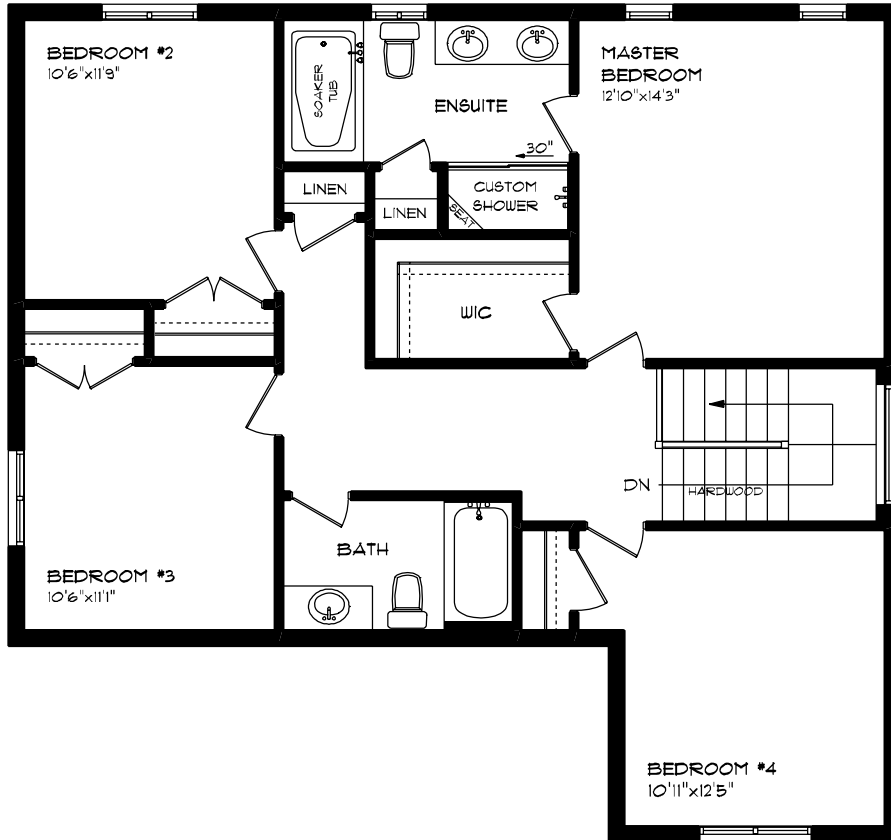 BEDROOM #2
10'6"x11'9"
SOAKER
TUB
ENSUITE
MASTER
BEDROOM
12'10"x14'3"
30"
LINEN
LINEN
CUSTOM
SHOWER
SEAT
WIC
DN
HARDWOOD
BATH
BEDROOM #3
10'6"x11'1"
BEDROOM #4
10'11"x12'5"